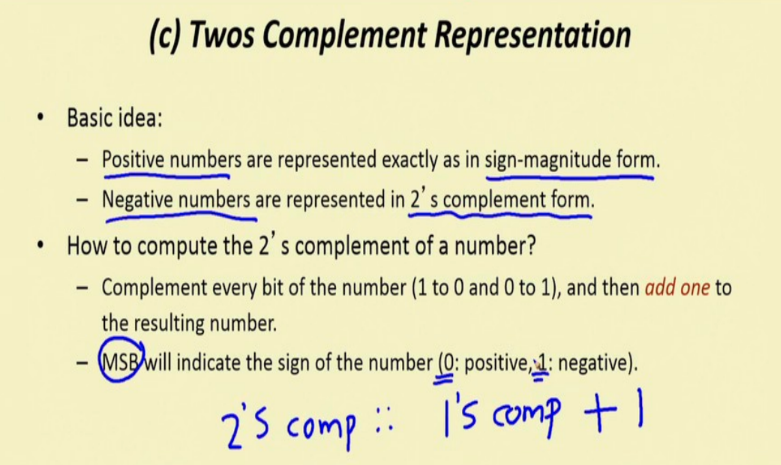 (c) Twos Complement Representation
• Basic idea:
– Positive numbers are represented exactly as in sign-magnitude form.
– Negative numbers are represented in 2's complement form.
• How to compute the 2's complement of a number?
– Complement every bit of the number (1 to 0 and 0 to 1), and then add one to
the resulting number.
– MSB will indicate the sign of the number (0: positive, 1: negative).
2's comp :: 1's comp + 1